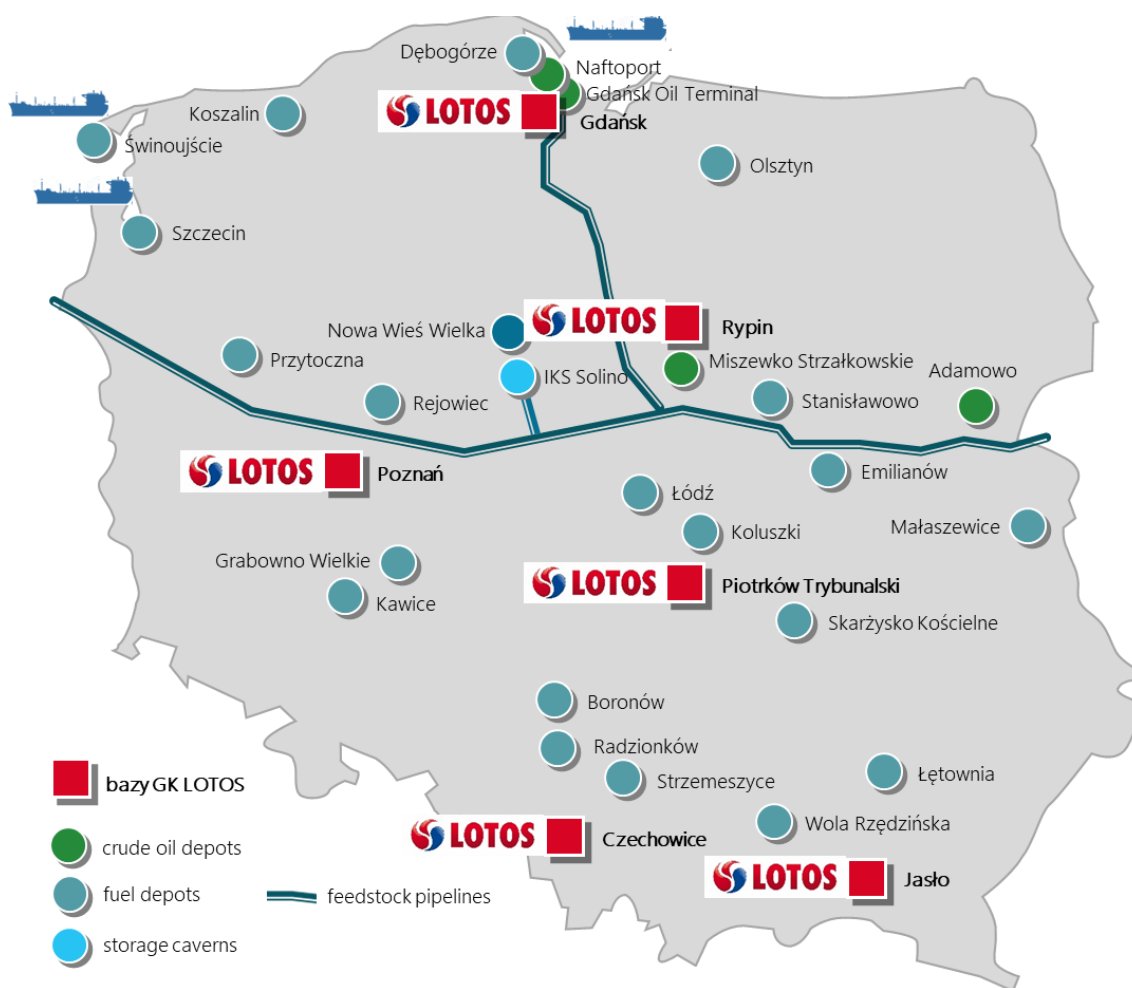 Dębogórze
Naftoport
Gdańsk Oil Terminal
LOTOS
Gdańsk
Koszalin
Świnoujście
Olsztyn
Szczecin
Nowa Wieś Wielka
LOTOS
Rypin
Przytoczna
IKS Solino
Miszewko Strzałkowskie
Adamowo
Rejowiec
Stanisławowo
LOTOS
Poznań
Emilianów
Łódź
Koluszki
Małaszewice
Grabowno Wielkie
Kawice
LOTOS
Piotrków Trybunalski
Skarżysko Kościelne
Boronów
Radzionków
Strzemeszyce
Łętownia
Wola Rzędzińska
LOTOS
Czechowice
LOTOS
Jasło
bazy GK LOTOS
crude oil depots
fuel depots
feedstock pipelines
storage caverns